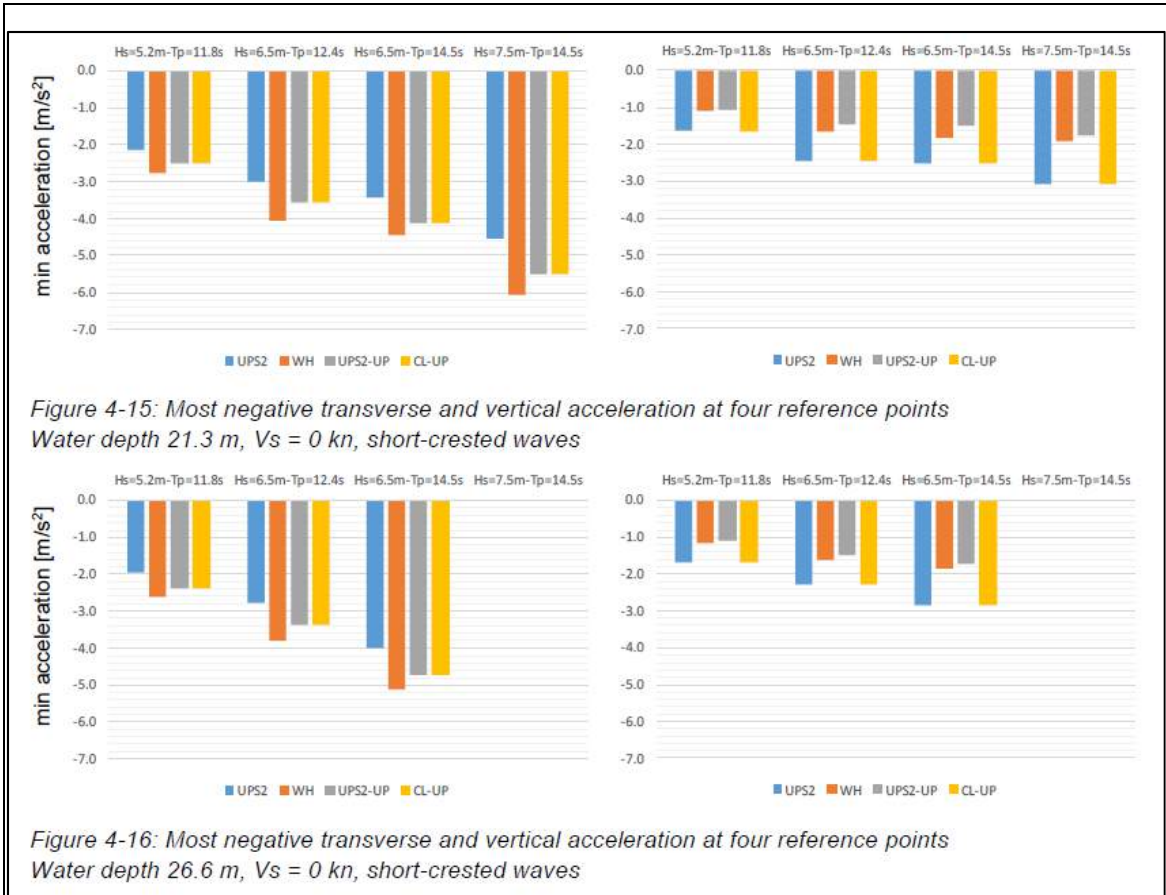 Hs=5.2m-Tp=11.8s Hs=6.5m-Tp=12.4s Hs=6.5m-Tp=14.5s Hs=7.5m-Tp=14.5s
0.0
-1.0
-2.0
-3.0
-4.0
-5.0
-6.0
-7.0
min acceleration [m/s²]
UPS2 WH UPS2-UP CL-UP
Hs=5.2m-Tp=11.8s Hs=6.5m-Tp=12.4s Hs=6.5m-Tp=14.5s Hs=7.5m-Tp=14.5s
0.0
-1.0
-2.0
-3.0
-4.0
-5.0
-6.0
-7.0
UPS2 WH UPS2-UP CL-UP
Figure 4-15: Most negative transverse and vertical acceleration at four reference points
Water depth 21.3 m, Vs = 0 kn, short-crested waves
Hs=5.2m-Tp=11.8s Hs=6.5m-Tp=12.4s Hs=6.5m-Tp=14.5s Hs=7.5m-Tp=14.5s
0.0
-1.0
-2.0
-3.0
-4.0
-5.0
-6.0
-7.0
min acceleration [m/s²]
UPS2 WH UPS2-UP CL-UP
Hs=5.2m-Tp=11.8s Hs=6.5m-Tp=12.4s Hs=6.5m-Tp=14.5s Hs=7.5m-Tp=14.5s
0.0
-1.0
-2.0
-3.0
-4.0
-5.0
-6.0
-7.0
UPS2 WH UPS2-UP CL-UP
Figure 4-16: Most negative transverse and vertical acceleration at four reference points
Water depth 26.6 m, Vs = 0 kn, short-crested waves